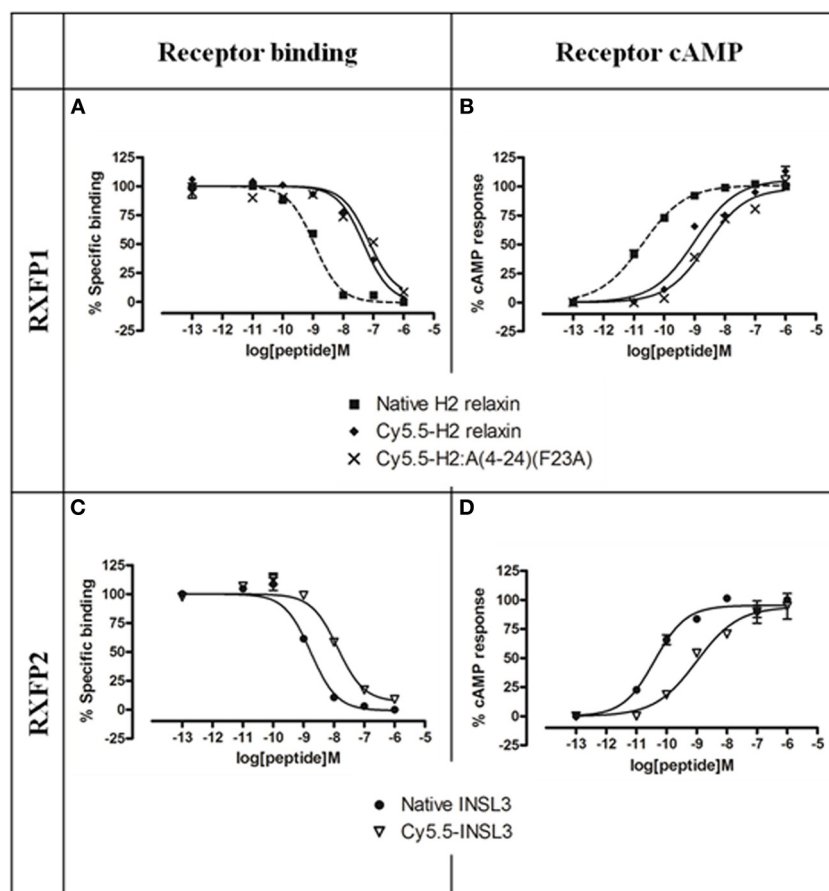 Receptor binding
Receptor cAMP
RXFP1
A
% Specific binding
125
100
75
50
25
0
-25
-13 -12 -11 -10 -9 -8 -7 -6 -5
log[peptide]M
B
% cAMP response
125
100
75
50
25
0
-25
-13 -12 -11 -10 -9 -8 -7 -6 -5
log[peptide]M
Native H2 relaxin
Cy5.5-H2 relaxin
Cy5.5-H2:A(4-24)(F23A)
RXFP2
C
% Specific binding
125
100
75
50
25
0
-25
-13 -12 -11 -10 -9 -8 -7 -6 -5
log[peptide]M
D
% cAMP response
125
100
75
50
25
0
-25
-13 -12 -11 -10 -9 -8 -7 -6 -5
log[peptide]M
Native INSL3
Cy5.5-INSL3